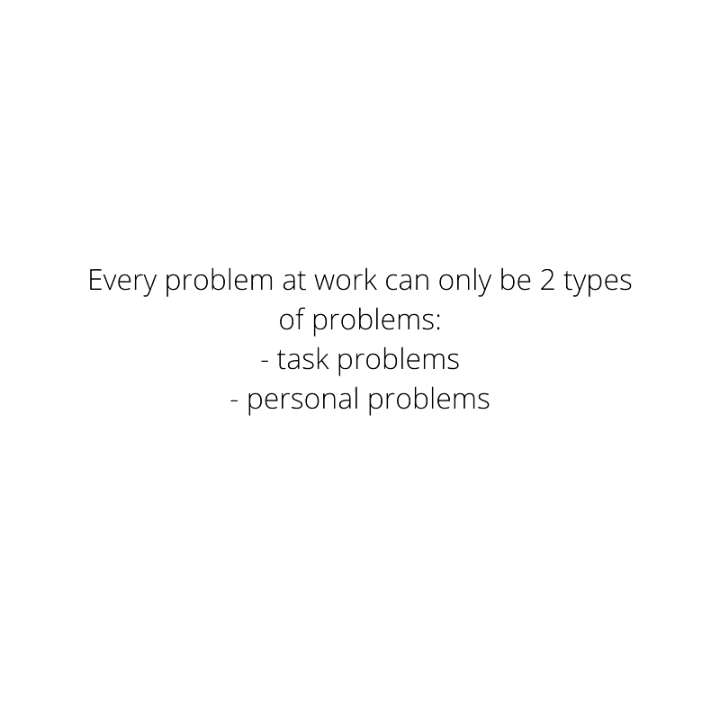 Every problem at work can only be 2 types
of problems:
- task problems
- personal problems